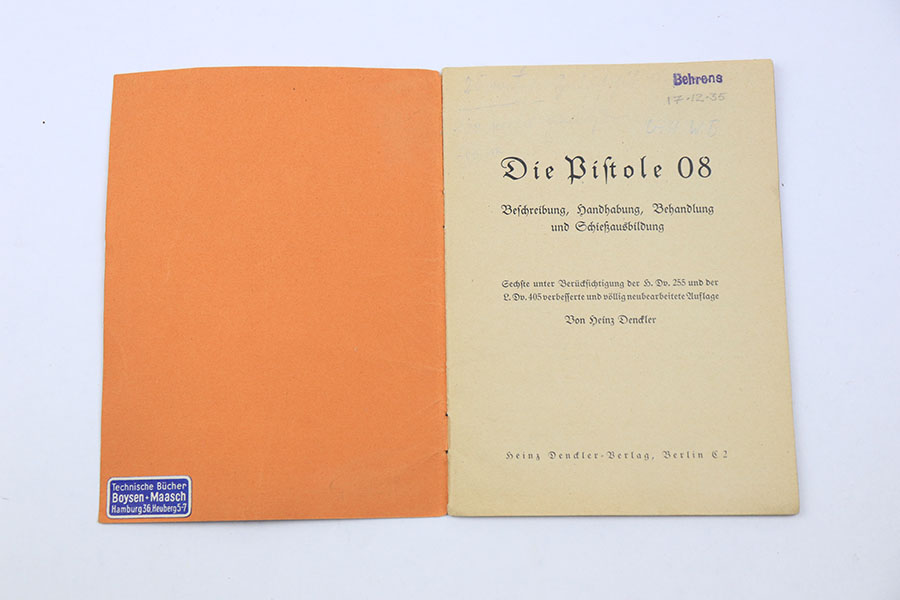 Technische Bücher
Boysen + Maasch
Hamburg 36, Heuberg 5-7
Behrens
17·12·35
Die Piſtole 08
Beſchreibung, Handhabung, Behandlung
und Schießausbildung
Sechſte unter Berückſichtigung der H. Dv. 255 und der
L. Dv. 405 verbeſſerte und völlig neubearbeitete Auflage
Von Heinz Denckler
Heinz Denckler-Verlag, Berlin C 2